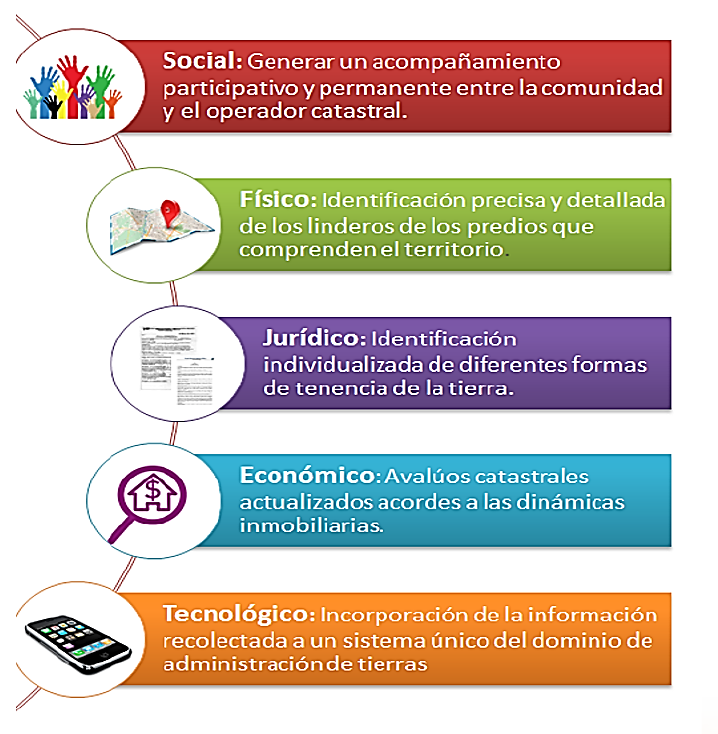 Social: Generar un acompañamiento
participativo y permanente entre la comunidad
y el operador catastral.
Físico: Identificación precisa y detallada
de los linderos de los predios que
comprenden el territorio.
Jurídico: Identificación
individualizada de diferentes formas
de tenencia de la tierra.
Económico: Avalúos catastrales
actualizados acordes a las dinámicas
inmobiliarias.
Tecnológico: Incorporación de la información
recolectada a un sistema único del dominio de
administración de tierras